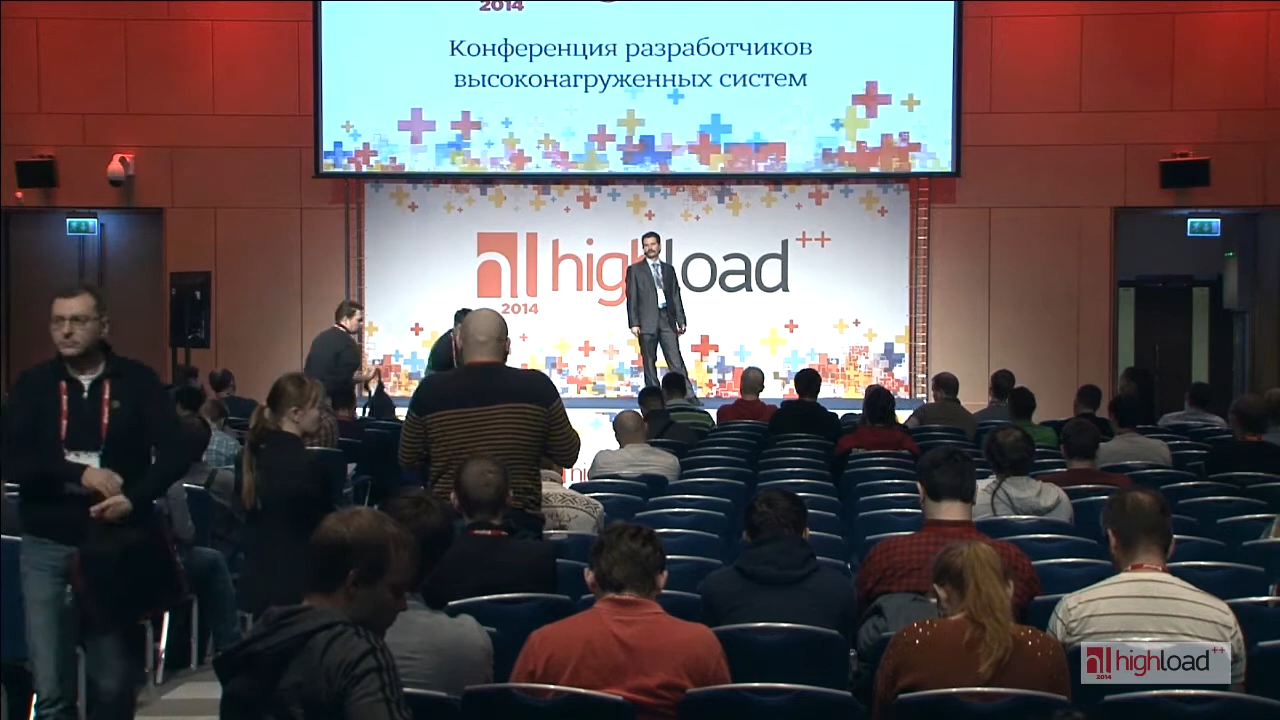 2014
Конференция разработчиков
высоконагруженных систем
highload++
2014
highload++
2014